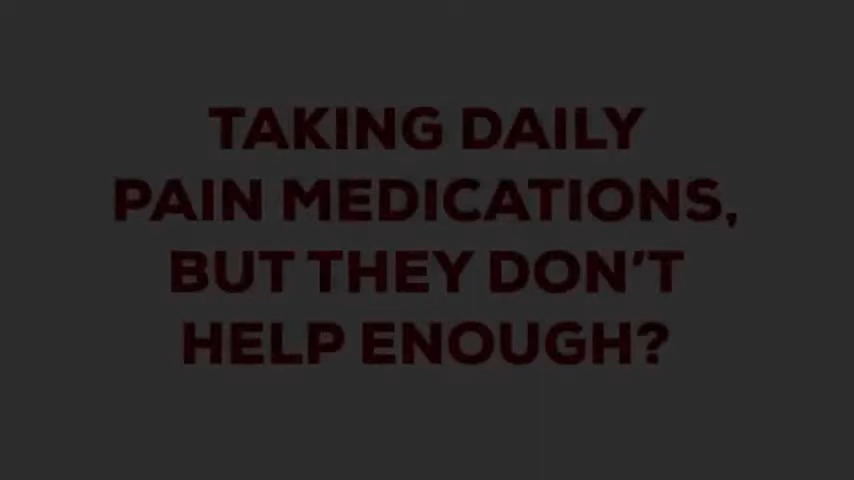 TAKING DAILY
PAIN MEDICATIONS,
BUT THEY DON'T
HELP ENOUGH?